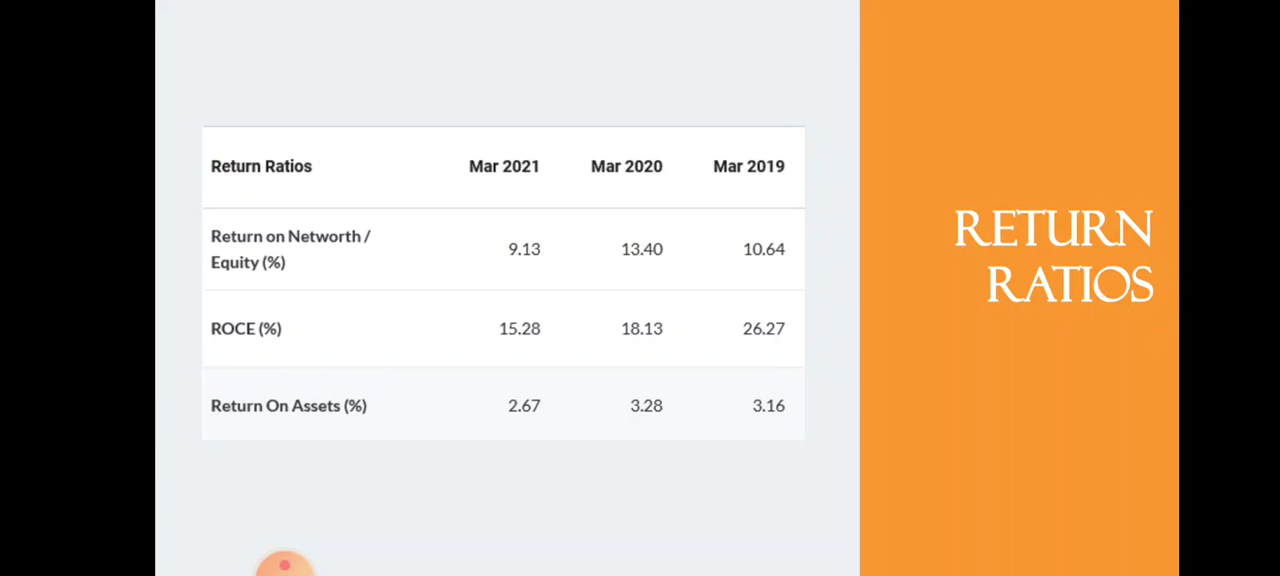 Return Ratios Mar 2021 Mar 2020 Mar 2019
Return on Networth /
Equity (%) 9.13 13.40 10.64
ROCE (%) 15.28 18.13 26.27
Return On Assets (%) 2.67 3.28 3.16
RETURN
RATIOS